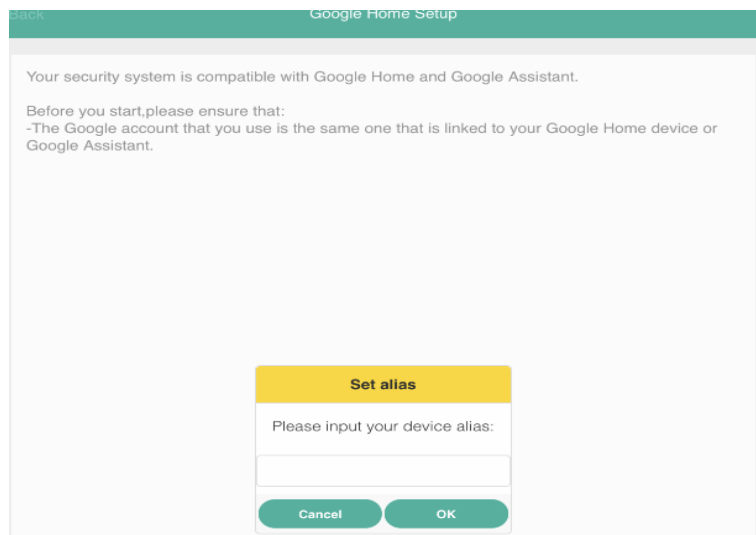 Back
Google Home Setup
Your security system is compatible with Google Home and Google Assistant.
Before you start,please ensure that:
-The Google account that you use is the same one that is linked to your Google Home device or
Google Assistant.
Set alias
Please input your device alias:
Cancel
OK